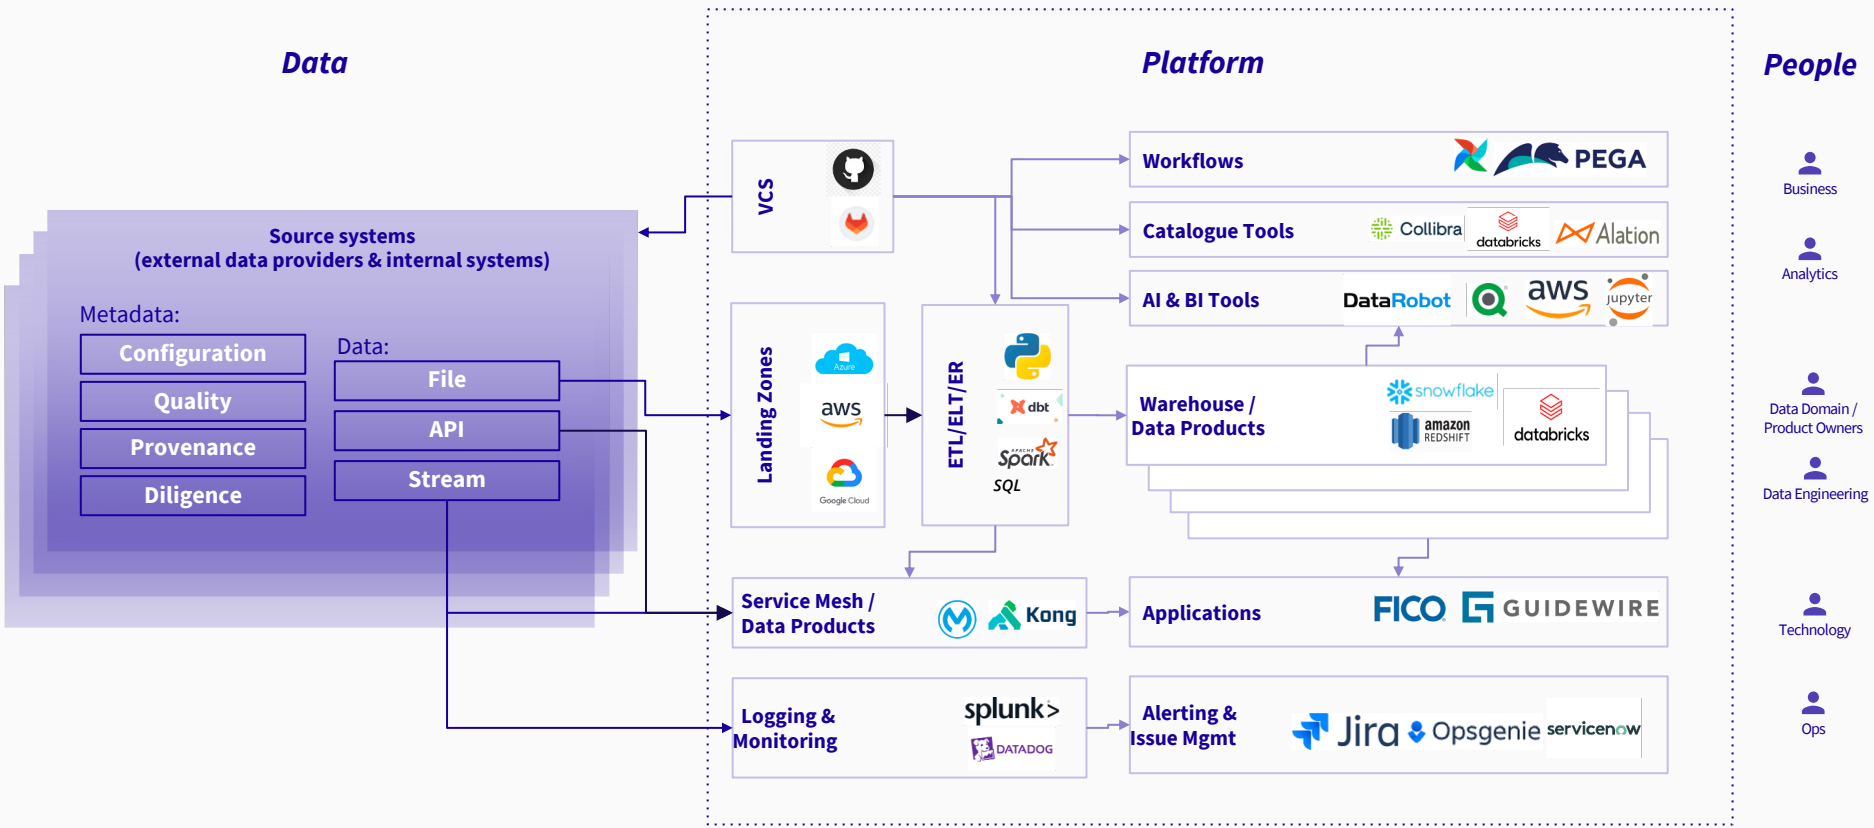 Data
Platform
People
Source systems
(external data providers & internal systems)
Metadata:
Configuration
Quality
Provenance
Diligence
Data:
File
API
Stream
VCS
Landing Zones
Azure
aws
Google Cloud
ETL/ELT/ER
dbt
APACHE
Spark
SQL
Workflows
PEGA
Catalogue Tools
Collibra
databricks
Alation
AI & BI Tools
DataRobot
aws
jupyter
Warehouse /
Data Products
snowflake
amazon
REDSHIFT
databricks
Service Mesh /
Data Products
Kong
Applications
FICO
GUIDEWIRE
Logging &
Monitoring
splunk>
DATADOG
Alerting &
Issue Mgmt
Jira
Opsgenie
servicenow
Business
Analytics
Data Domain /
Product Owners
Data Engineering
Technology
Ops